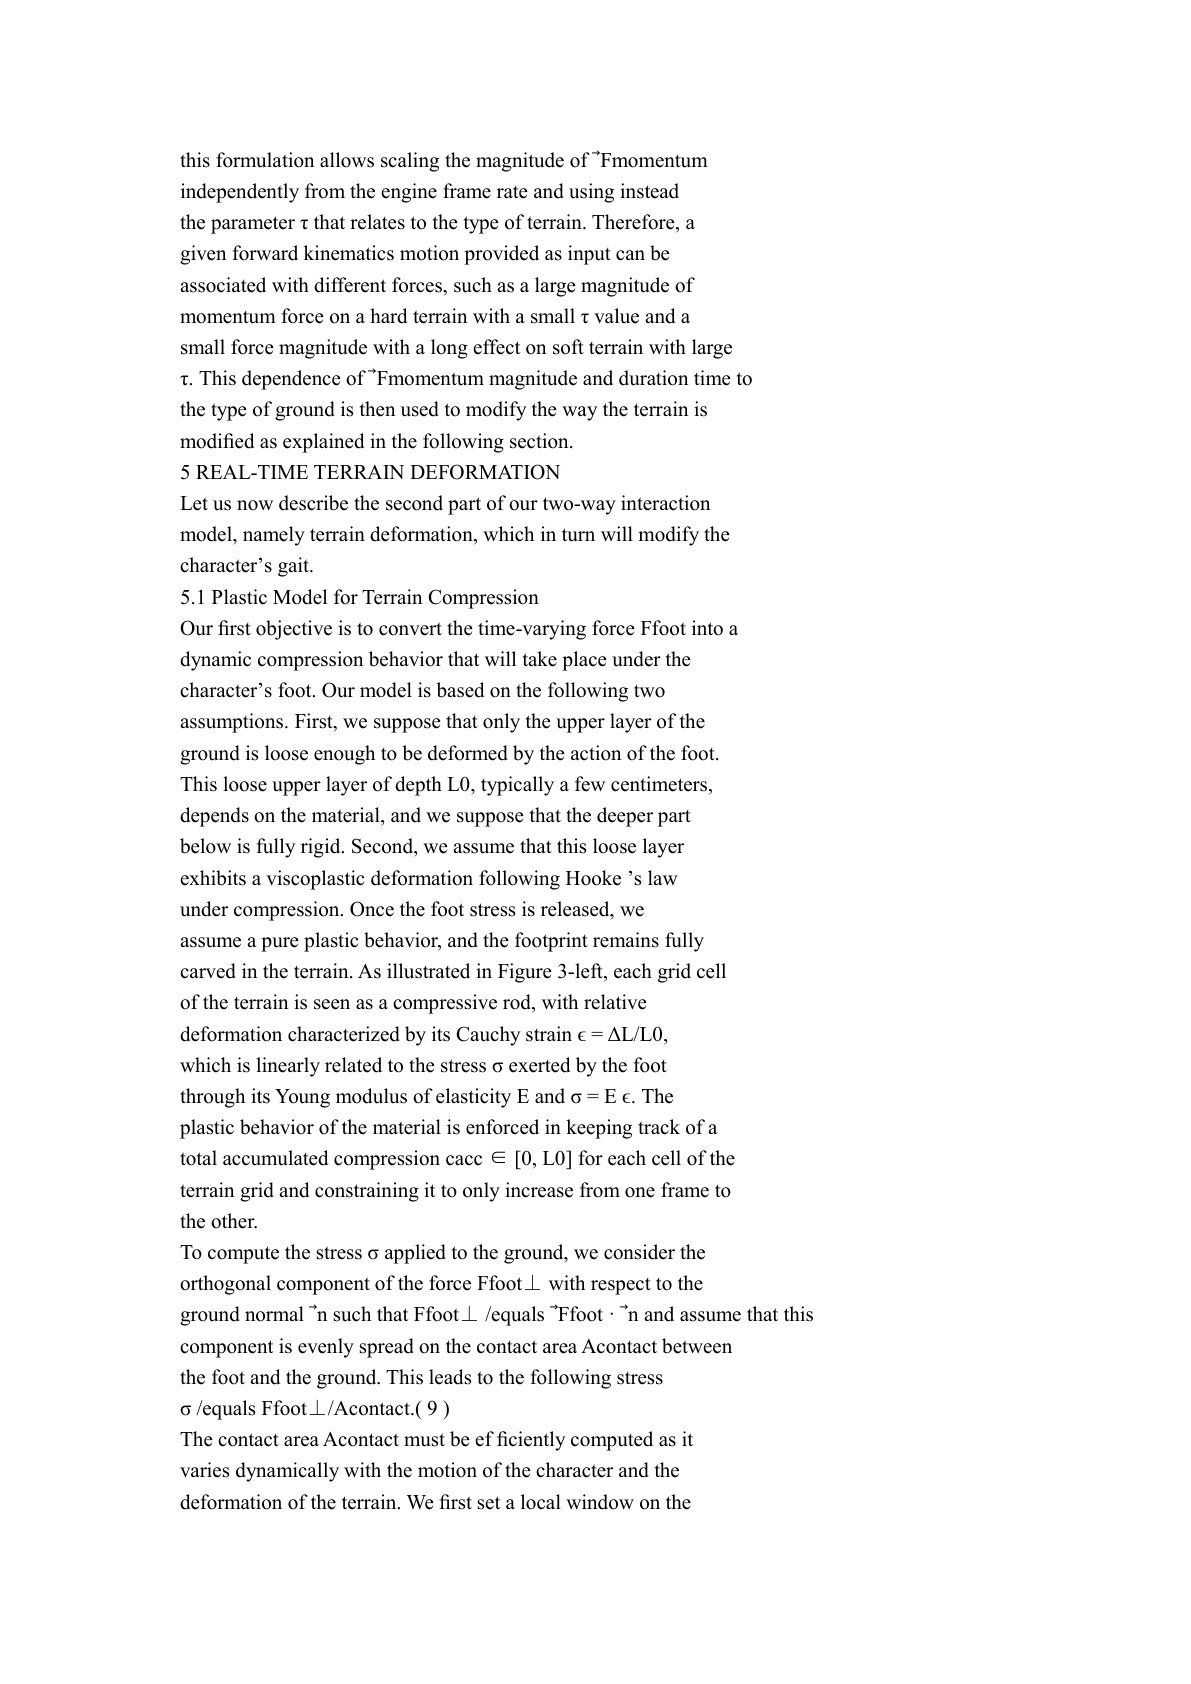 this formulation allows scaling the magnitude of ⃗Fmomentum
independently from the engine frame rate and using instead
the parameter τ that relates to the type of terrain. Therefore, a
given forward kinematics motion provided as input can be
associated with different forces, such as a large magnitude of
momentum force on a hard terrain with a small τ value and a
small force magnitude with a long effect on soft terrain with large
τ. This dependence of ⃗Fmomentum magnitude and duration time to
the type of ground is then used to modify the way the terrain is
modified as explained in the following section.
5 REAL-TIME TERRAIN DEFORMATION
Let us now describe the second part of our two-way interaction
model, namely terrain deformation, which in turn will modify the
character’s gait.
5.1 Plastic Model for Terrain Compression
Our first objective is to convert the time-varying force Ffoot into a
dynamic compression behavior that will take place under the
character’s foot. Our model is based on the following two
assumptions. First, we suppose that only the upper layer of the
ground is loose enough to be deformed by the action of the foot.
This loose upper layer of depth L0, typically a few centimeters,
depends on the material, and we suppose that the deeper part
below is fully rigid. Second, we assume that this loose layer
exhibits a viscoplastic deformation following Hooke ’s law
under compression. Once the foot stress is released, we
assume a pure plastic behavior, and the footprint remains fully
carved in the terrain. As illustrated in Figure 3-left, each grid cell
of the terrain is seen as a compressive rod, with relative
deformation characterized by its Cauchy strain ϵ = ΔL/L0,
which is linearly related to the stress σ exerted by the foot
through its Young modulus of elasticity E and σ = E ϵ. The
plastic behavior of the material is enforced in keeping track of a
total accumulated compression cacc ∈ [0, L0] for each cell of the
terrain grid and constraining it to only increase from one frame to
the other.
To compute the stress σ applied to the ground, we consider the
orthogonal component of the force Ffoot⊥ with respect to the
ground normal ⃗n such that Ffoot⊥ /equals ⃗Ffoot · ⃗n and assume that this
component is evenly spread on the contact area Acontact between
the foot and the ground. This leads to the following stress
σ /equals Ffoot⊥/Acontact.( 9 )
The contact area Acontact must be ef ficiently computed as it
varies dynamically with the motion of the character and the
deformation of the terrain. We first set a local window on the